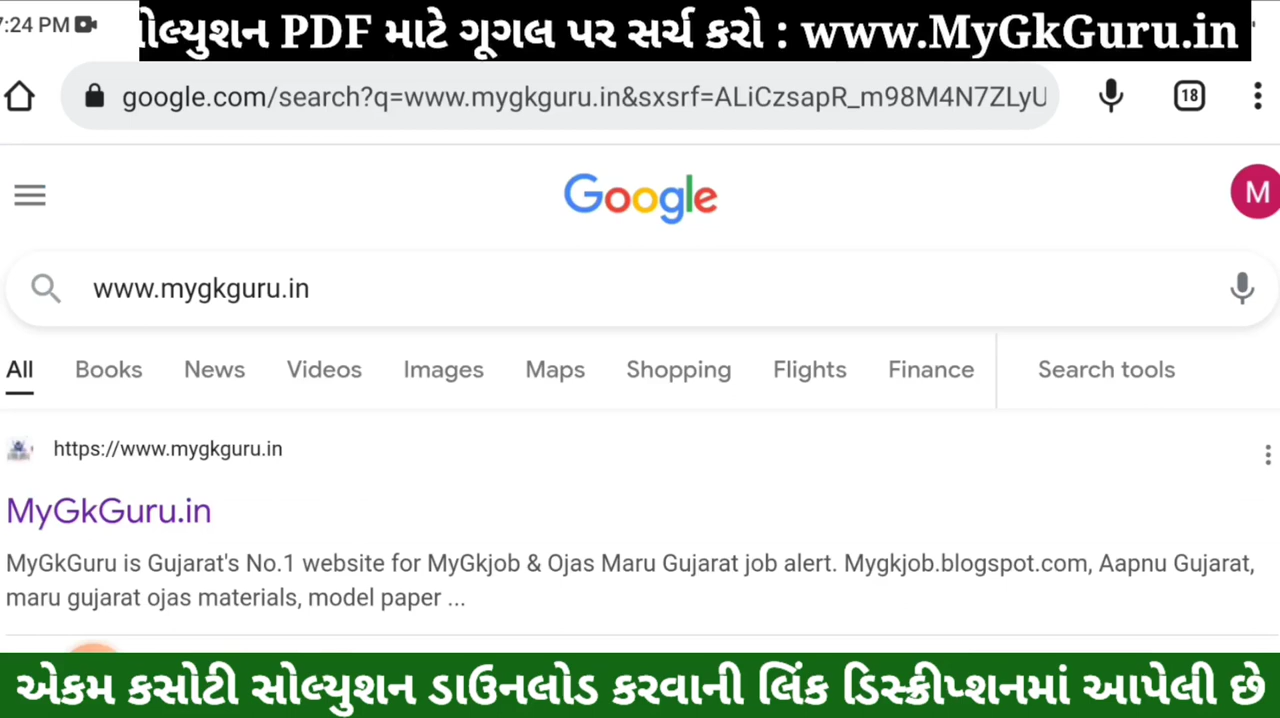 7:24 PM
સોલ્યુશન PDF માટે ગૂગલ પર સર્ચ કરો : www.MyGkGuru.in
google.com/search?q=www.mygkguru.in&sxsrf=ALiCzsapR_m98M4N7ZLyU
18
Google
M
www.mygkguru.in
All Books News Videos Images Maps Shopping Flights Finance Search tools
https://www.mygkguru.in
MyGkGuru.in
MyGkGuru is Gujarat's No.1 website for MyGkjob & Ojas Maru Gujarat job alert. Mygkjob.blogspot.com, Aapnu Gujarat,
maru gujarat ojas materials, model paper ...
એકમ કસોટી સોલ્યુશન ડાઉનલોડ કરવાની લિંક ડિસ્ક્રીપ્શનમાં આપેલી છે